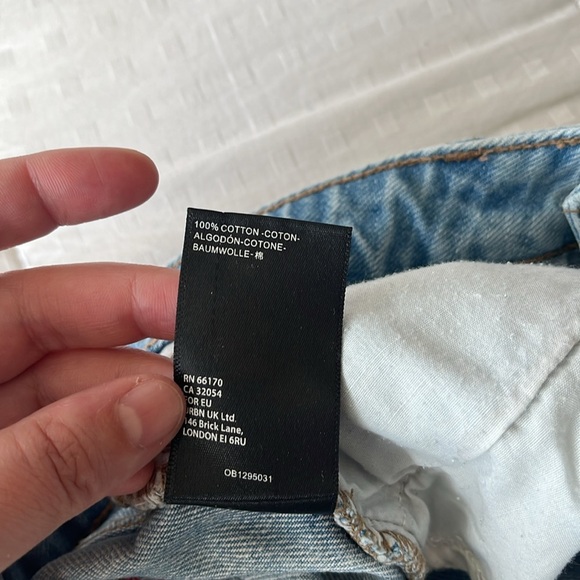 100% COTTON -COTON-
ALGODÓN-COTONE-
BAUMWOLLE-棉
RN 66170
CA 32054
FOR EU
URBN UK Ltd.
146 Brick Lane,
LONDON EI 6RU
OB1295031